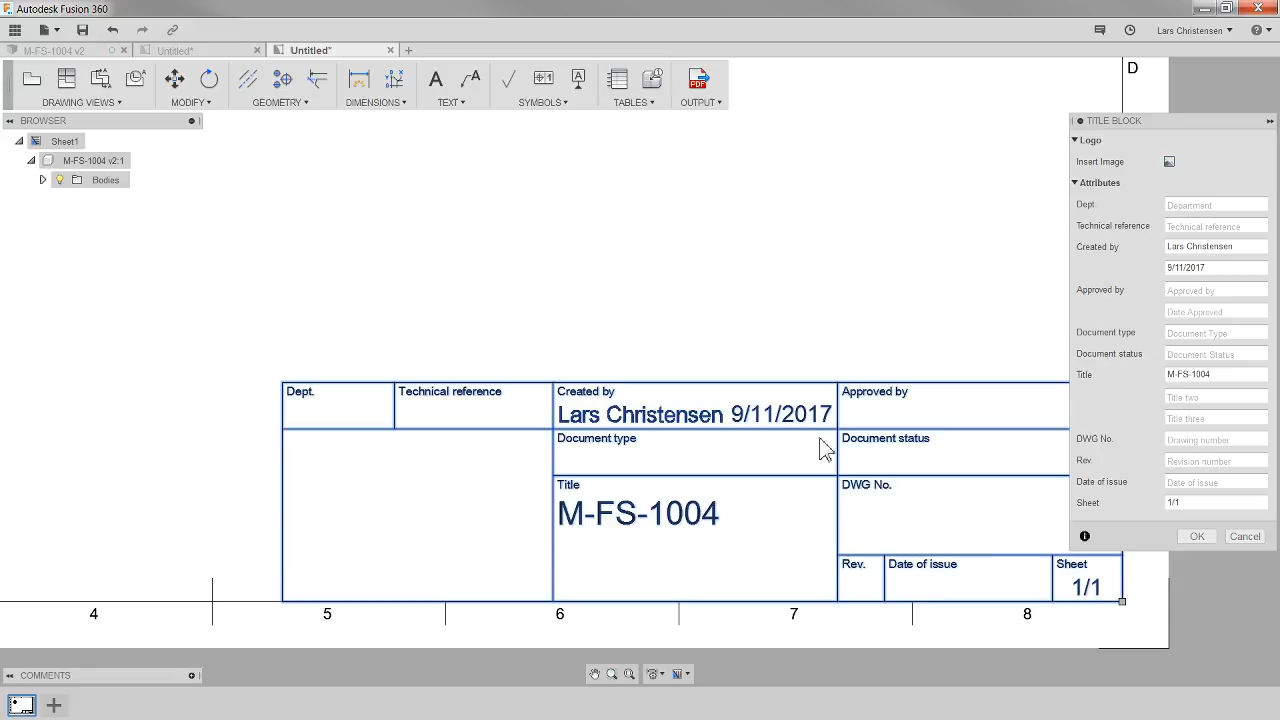 Autodesk Fusion 360
Lars Christensen
M-FS-1004 v2
Untitled*
Untitled*
DRAWING VIEWS
MODIFY
GEOMETRY
DIMENSIONS
TEXT
SYMBOLS
TABLES
OUTPUT
PDF
D
BROWSER
Sheet1
M-FS-1004 v2:1
Bodies
TITLE BLOCK
Logo
Insert Image
Attributes
Dept. Department
Technical reference Technical reference
Created by Lars Christensen
9/11/2017
Approved by Approved by
Date Approved
Document type Document Type
Document status Document Status
Title M-FS-1004
Title two
Title three
DWG No. Drawing number
Rev. Revision number
Date of issue Date of issue
Sheet 1/1
OK Cancel
Dept. Technical reference Created by Approved by
Lars Christensen 9/11/2017
Document type Document status
Title DWG No.
M-FS-1004
Rev. Date of issue Sheet
1/1
4 5 6 7 8
COMMENTS